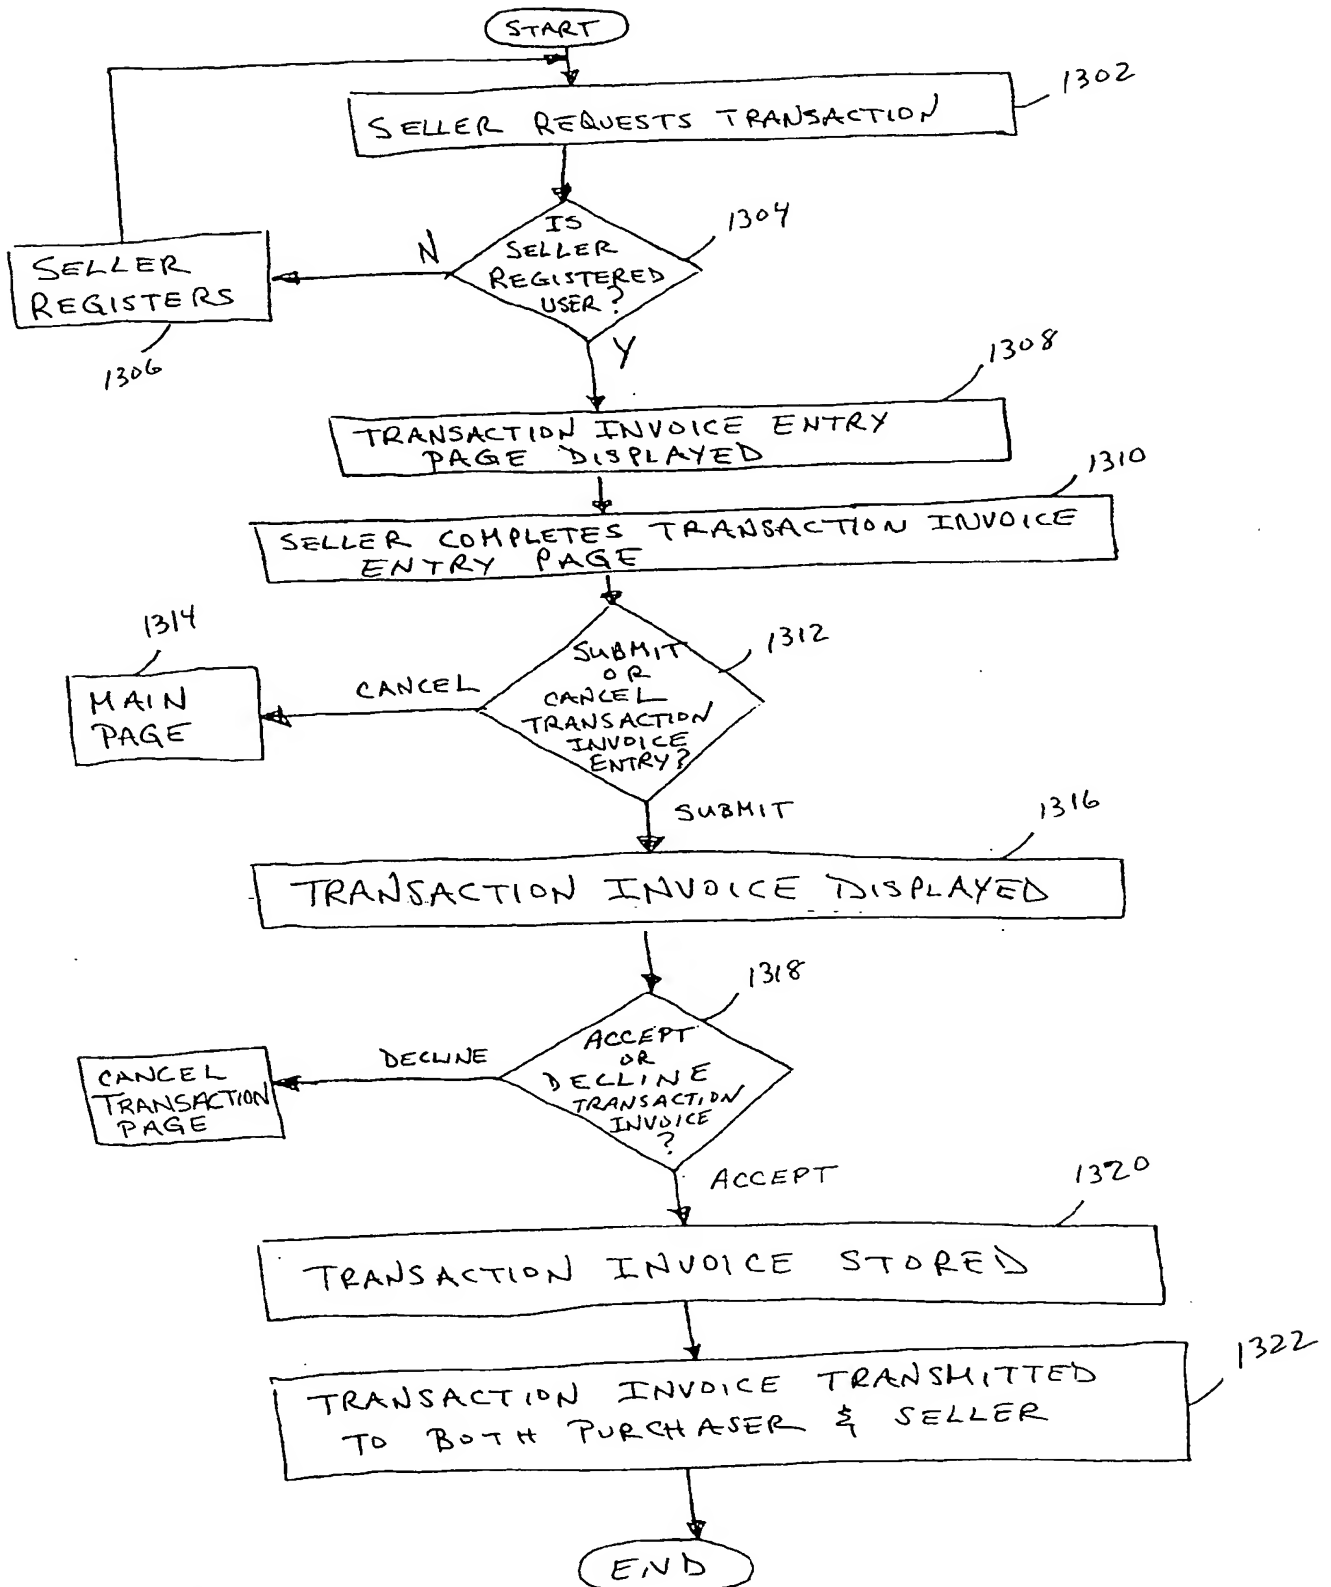 START
1302
SELLER REQUESTS TRANSACTION
1304
IS
SELLER
REGISTERED
USER?
N
SELLER
REGISTERS
1306
Y
1308
TRANSACTION INVOICE ENTRY
PAGE DISPLAYED
1310
SELLER COMPLETES TRANSACTION INVOICE
ENTRY PAGE
1312
SUBMIT
OR
CANCEL
TRANSACTION
INVOICE
ENTRY?
1314
CANCEL
MAIN
PAGE
SUBMIT
1316
TRANSACTION INVOICE DISPLAYED
1318
ACCEPT
OR
DECLINE
TRANSACTION
INVOICE
?
DECLINE
CANCEL
TRANSACTION
PAGE
ACCEPT
1320
TRANSACTION INVOICE STORED
1322
TRANSACTION INVOICE TRANSMITTED
TO BOTH PURCHASER & SELLER
END